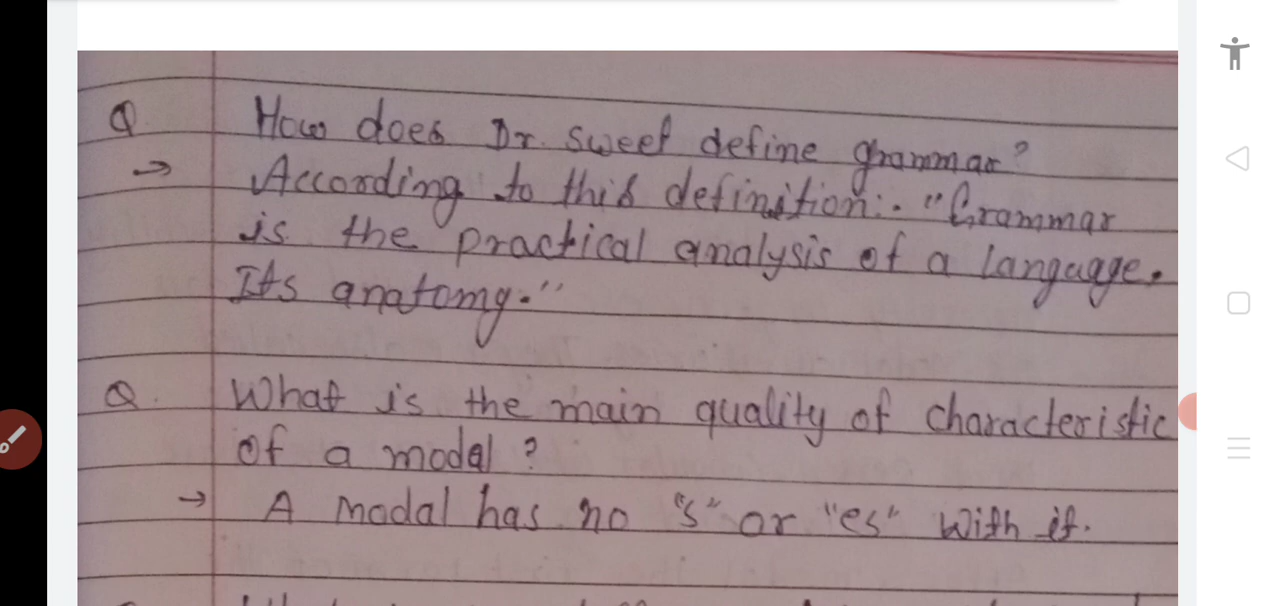 Q How does Dr. Sweet define grammar?
→ According to this definition:- "Grammar
is the practical analysis of a language.
Its anatomy."
Q. What is the main quality of characteristic
of a modal?
→ A modal has no "s" or "es" with it.